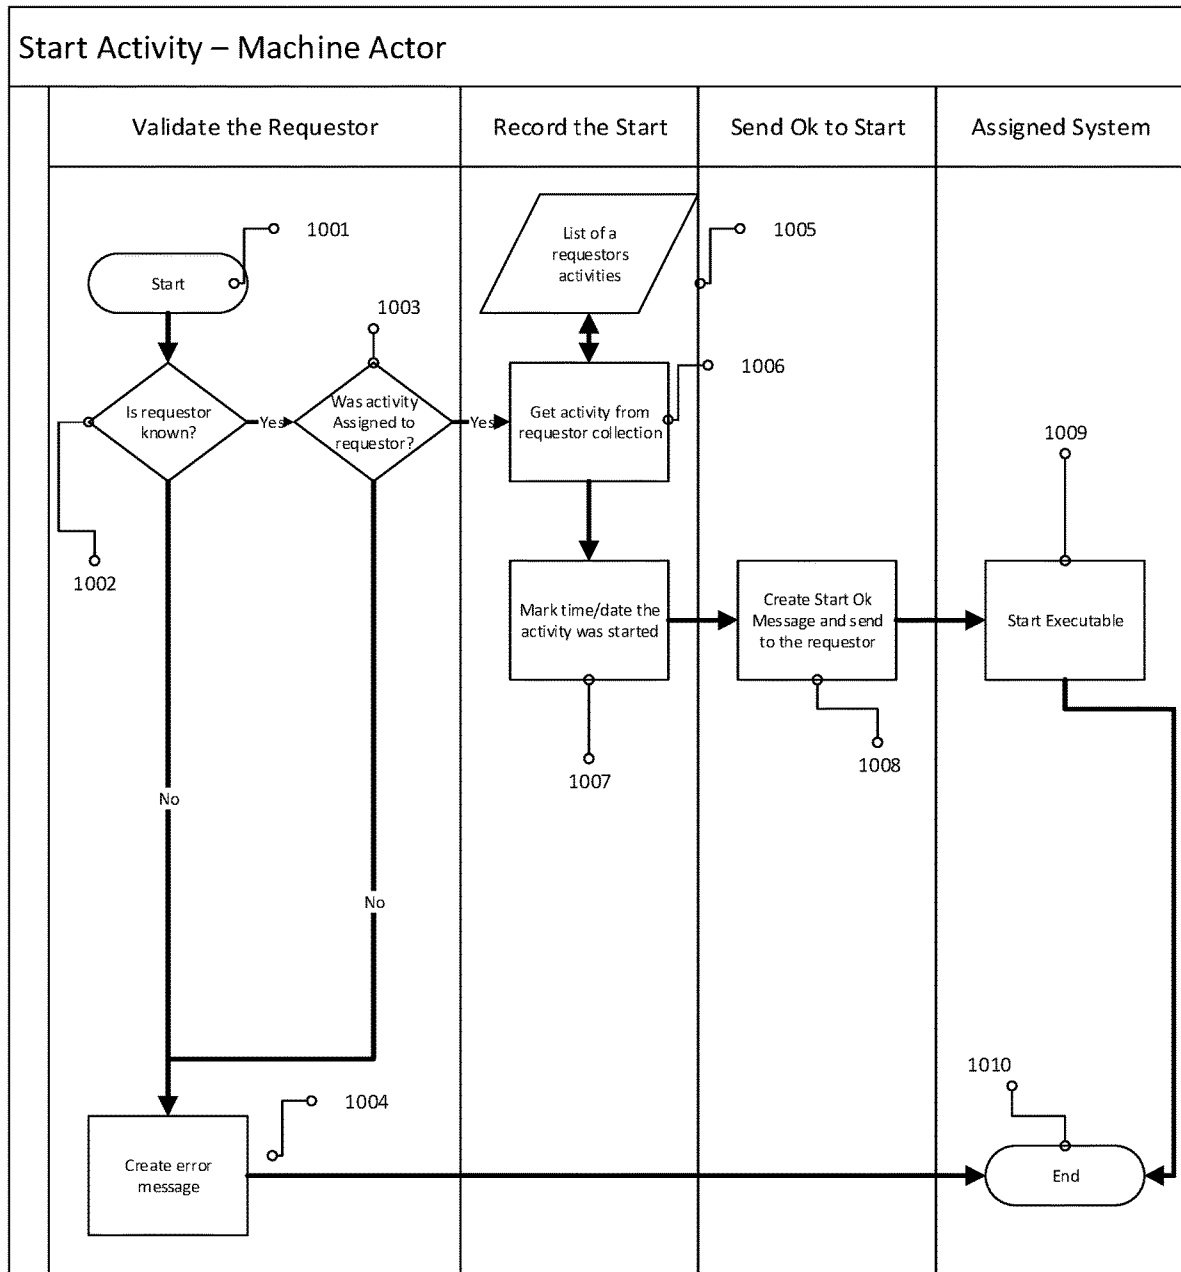 Start Activity – Machine Actor
Validate the Requestor
Record the Start
Send Ok to Start
Assigned System
1001
Start
1003
Is requestor
known?
Yes
Was activity
Assigned to
requestor?
Yes
1002
No
No
1004
Create error
message
List of a
requestors
activities
1005
1006
Get activity from
requestor collection
Mark time/date the
activity was started
1007
Create Start Ok
Message and send
to the requestor
1008
1009
Start Executable
1010
End